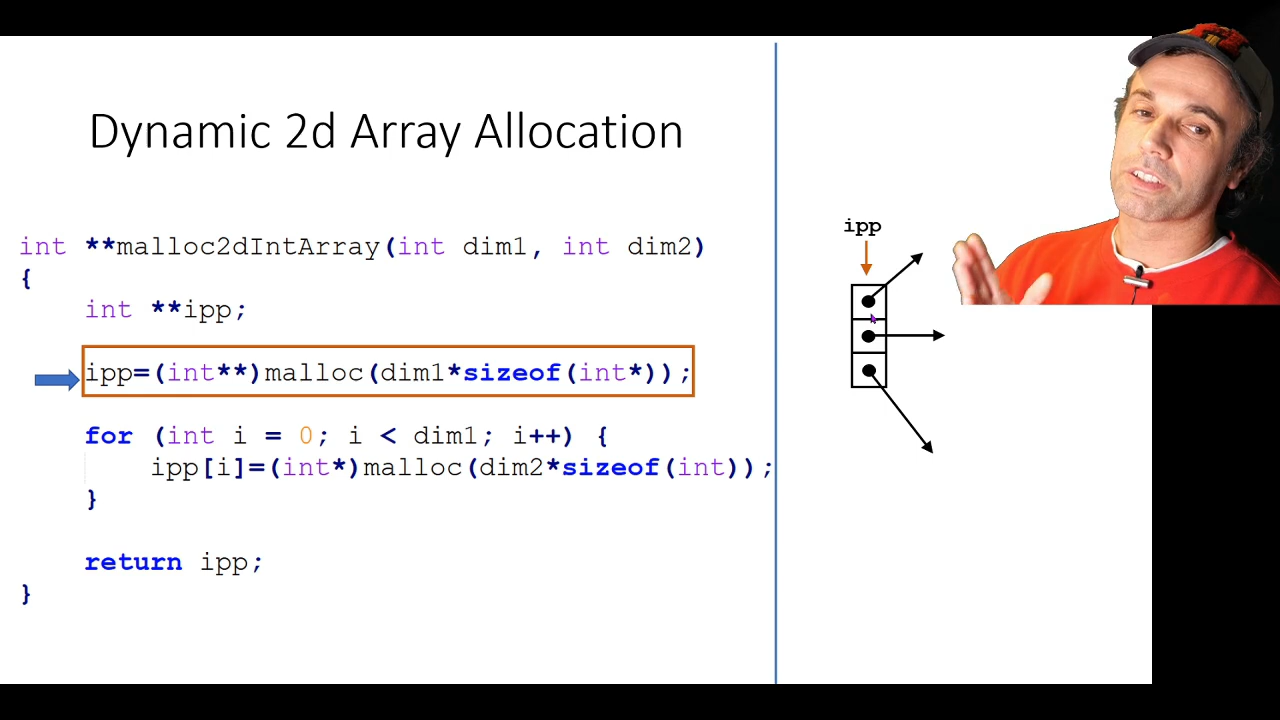 Dynamic 2d Array Allocation
int **malloc2dIntArray(int dim1, int dim2)
{
    int **ipp;
    ipp=(int**)malloc(dim1*sizeof(int*));
    for (int i = 0; i < dim1; i++) {
        ipp[i]=(int*)malloc(dim2*sizeof(int));
    }
    return ipp;
}
ipp